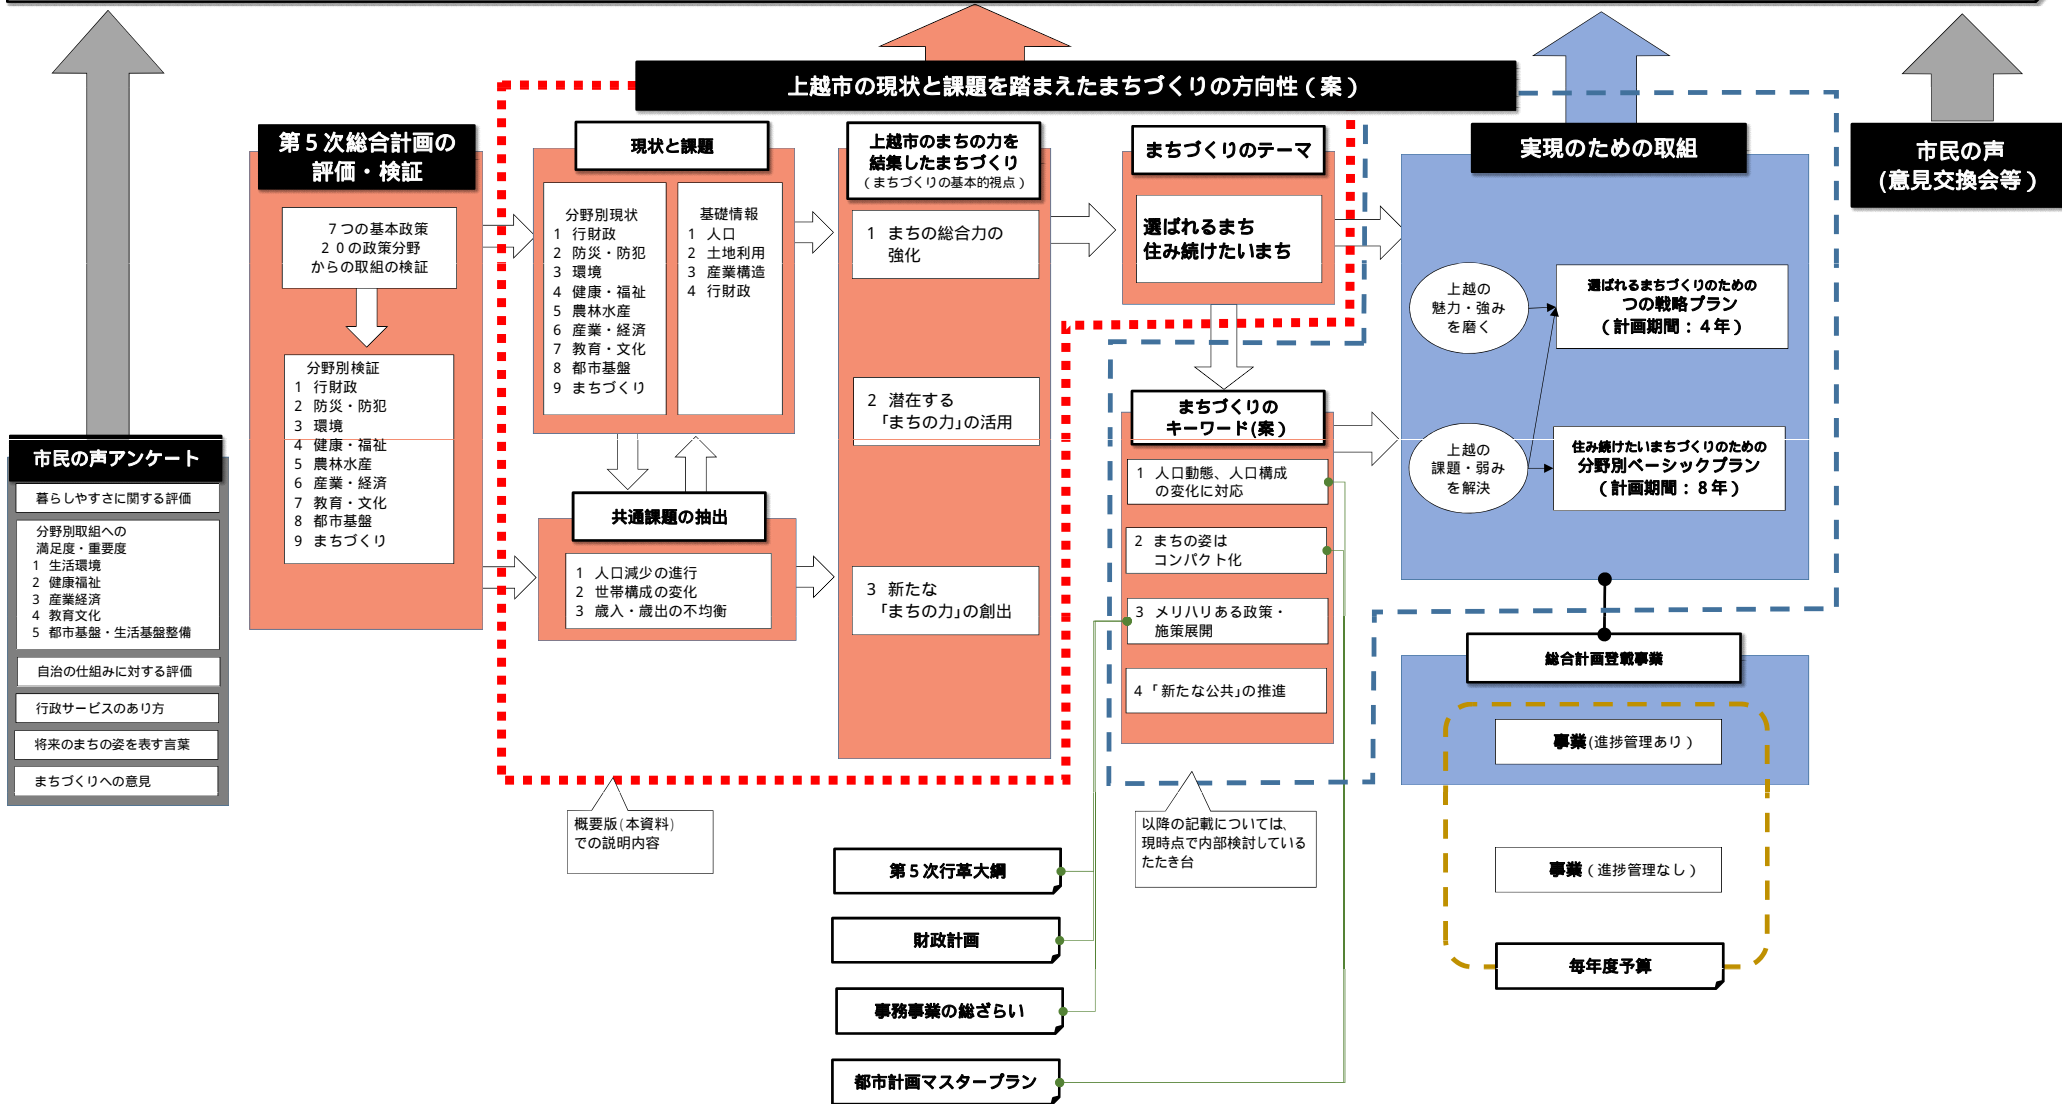 上越市の現状と課題を踏まえたまちづくりの方向性(案)
市民の声アンケート
暮らしやすさに関する評価
分野別取組への
満足度・重要度
1 生活環境
2 健康福祉
3 産業経済
4 教育文化
5 都市基盤・生活基盤整備
自治の仕組みに対する評価
行政サービスのあり方
将来のまちの姿を表す言葉
まちづくりへの意見
第5次総合計画の
評価・検証
7つの基本政策
20の政策分野
からの取組の検証
分野別検証
1 行財政
2 防災・防犯
3 環境
4 健康・福祉
5 農林水産
6 産業・経済
7 教育・文化
8 都市基盤
9 まちづくり
現状と課題
分野別現状
1 行財政
2 防災・防犯
3 環境
4 健康・福祉
5 農林水産
6 産業・経済
7 教育・文化
8 都市基盤
9 まちづくり
基礎情報
1 人口
2 土地利用
3 産業構造
4 行財政
共通課題の抽出
1 人口減少の進行
2 世帯構成の変化
3 歳入・歳出の不均衡
概要版(本資料)
での説明内容
上越市のまちの力を
結集したまちづくり
(まちづくりの基本的視点)
1 まちの総合力の
強化
2 潜在する
「まちの力」の活用
3 新たな
「まちの力」の創出
まちづくりのテーマ
選ばれるまち
住み続けたいまち
まちづくりの
キーワード(案)
1 人口動態、人口構成
の変化に対応
2 まちの姿は
コンパクト化
3 メリハリある政策・
施策展開
4「新たな公共」の推進
以降の記載については、
現時点で内部検討している
たたき台
第5次行革大綱
財政計画
事務事業の総ざらい
都市計画マスタープラン
実現のための取組
上越の
魅力・強み
を磨く
選ばれるまちづくりのための
つの戦略プラン
(計画期間:4年)
上越の
課題・弱み
を解決
住み続けたいまちづくりのための
分野別ベーシックプラン
(計画期間:8年)
総合計画登載事業
事業(進捗管理あり)
事業(進捗管理なし)
毎年度予算
市民の声
(意見交換会等)